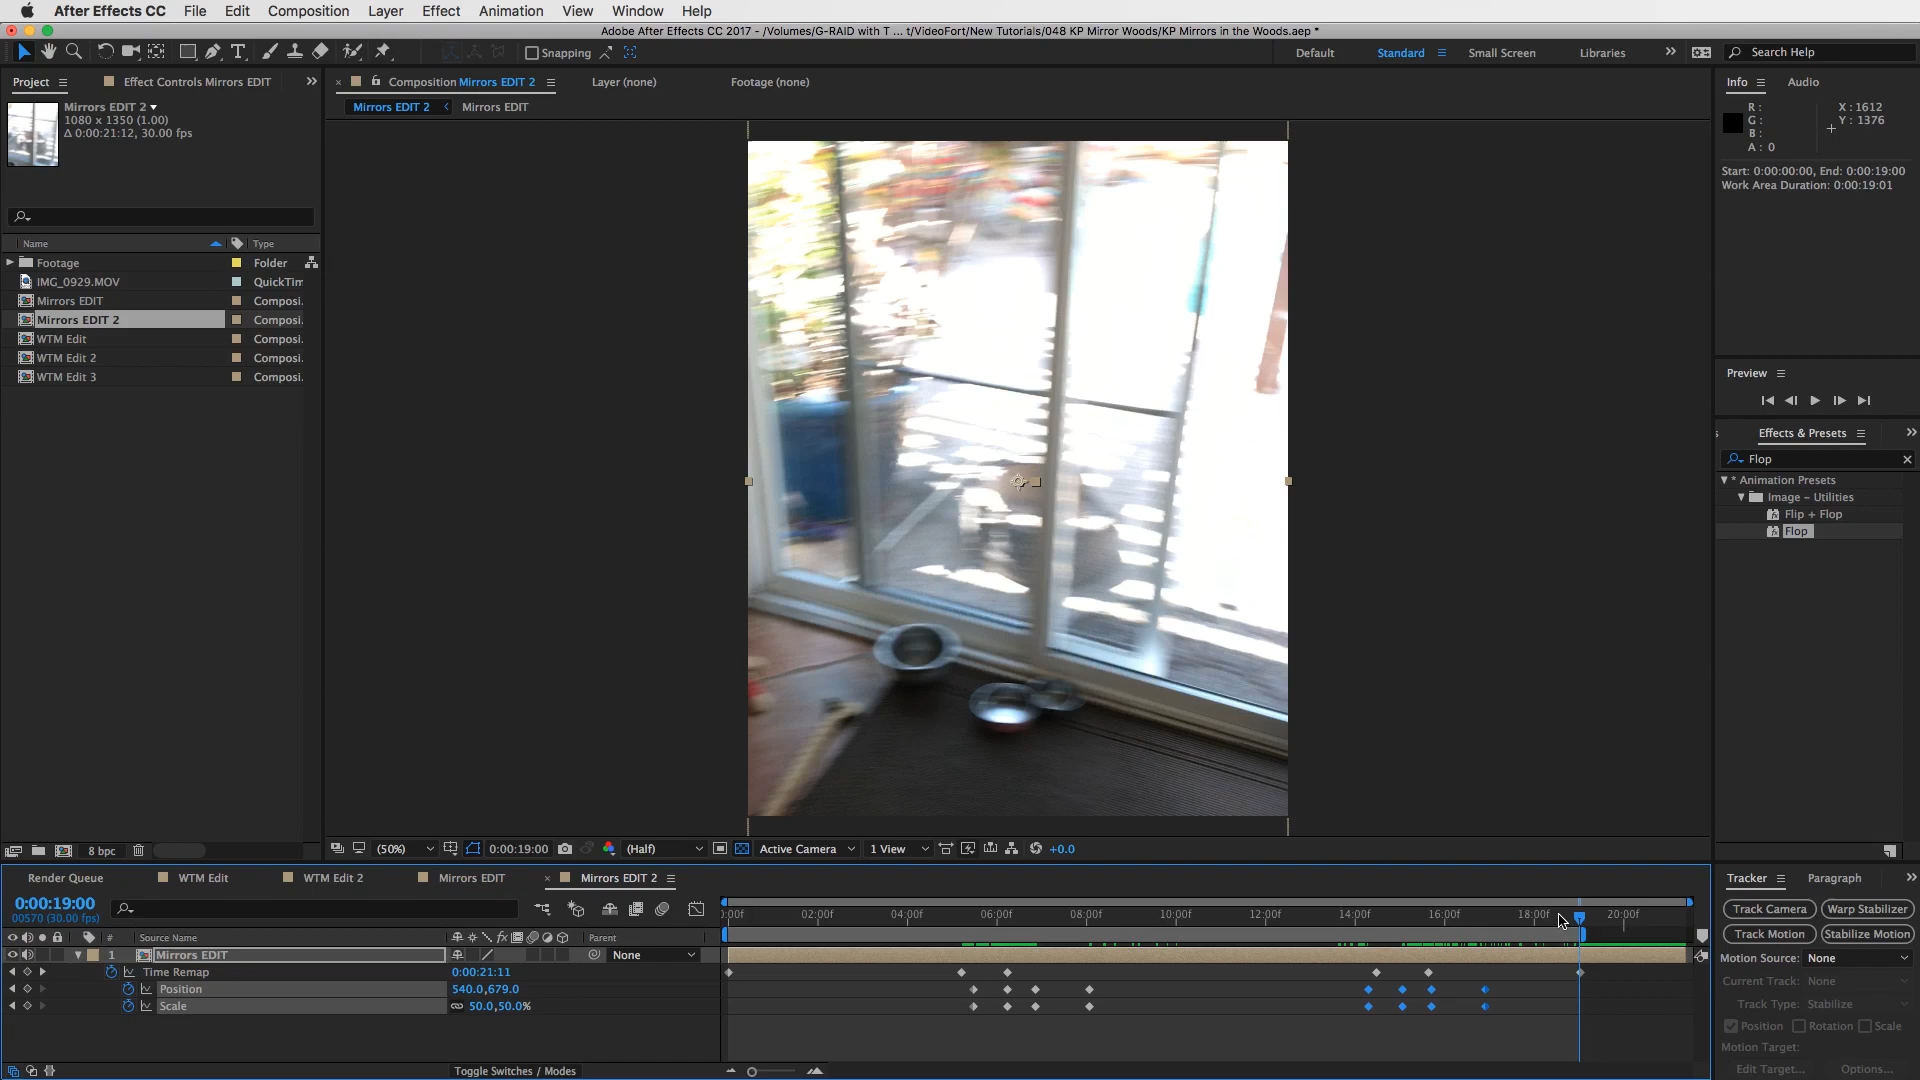 After Effects CC File Edit Composition Layer Effect Animation View Window Help
Adobe After Effects CC 2017 - /Volumes/G-RAID with T ... t/VideoFort/New Tutorials/048 KP Mirror Woods/KP Mirrors in the Woods.aep *
Snapping Default Standard Small Screen Libraries Search Help
Project Effect Controls Mirrors EDIT Composition Mirrors EDIT 2 Layer (none) Footage (none) Info Audio
Mirrors EDIT 2 Mirrors EDIT 2 Mirrors EDIT
1080 x 1350 (1.00)
Δ 0:00:21:12, 30.00 fps
R: X : 1612
G: Y : 1376
B:
A: 0
Start: 0:00:00:00, End: 0:00:19:00
Work Area Duration: 0:00:19:01
Name Type
Footage Folder
IMG_0929.MOV QuickTim
Mirrors EDIT Composi.
Mirrors EDIT 2 Composi.
WTM Edit Composi.
WTM Edit 2 Composi.
WTM Edit 3 Composi.
Preview
Effects & Presets
Flop
* Animation Presets
Image - Utilities
Flip + Flop
Flop
8 bpc (50%) 0:00:19:00 (Half) Active Camera 1 View +0.0
Render Queue WTM Edit WTM Edit 2 Mirrors EDIT Mirrors EDIT 2 Tracker Paragraph
0:00:19:00
00570 (30.00 fps)
:00f 02:00f 04:00f 06:00f 08:00f 10:00f 12:00f 14:00f 16:00f 18:00f 20:00f
# Source Name Parent
1 Mirrors EDIT None
Time Remap 0:00:21:11
Position 540.0,679.0
Scale 50.0,50.0%
Toggle Switches / Modes
Track Camera Warp Stabilizer
Track Motion Stabilize Motion
Motion Source: None
Current Track: None
Track Type: Stabilize
Position Rotation Scale
Motion Target:
Edit Target... Options...